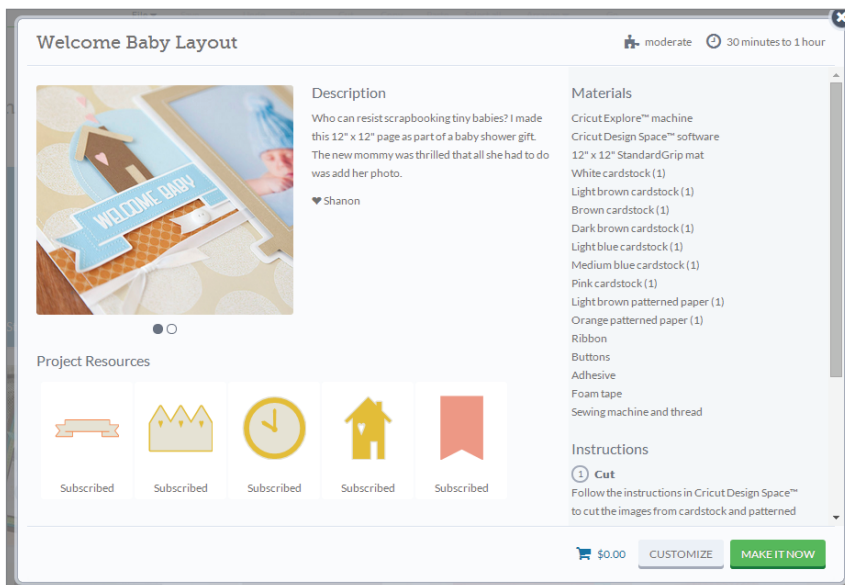 Welcome Baby Layout
moderate
30 minutes to 1 hour
WELCOME BABY
Description
Who can resist scrapbooking tiny babies? I made
this 12" x 12" page as part of a baby shower gift.
The new mommy was thrilled that all she had to do
was add her photo.
♥ Shanon
Project Resources
Subscribed
Subscribed
Subscribed
Subscribed
Subscribed
Materials
Cricut Explore™ machine
Cricut Design Space™ software
12" x 12" StandardGrip mat
White cardstock (1)
Light brown cardstock (1)
Brown cardstock (1)
Dark brown cardstock (1)
Light blue cardstock (1)
Medium blue cardstock (1)
Pink cardstock (1)
Light brown patterned paper (1)
Orange patterned paper (1)
Ribbon
Buttons
Adhesive
Foam tape
Sewing machine and thread
Instructions
1 Cut
Follow the instructions in Cricut Design Space™
to cut the images from cardstock and patterned
$0.00
CUSTOMIZE
MAKE IT NOW